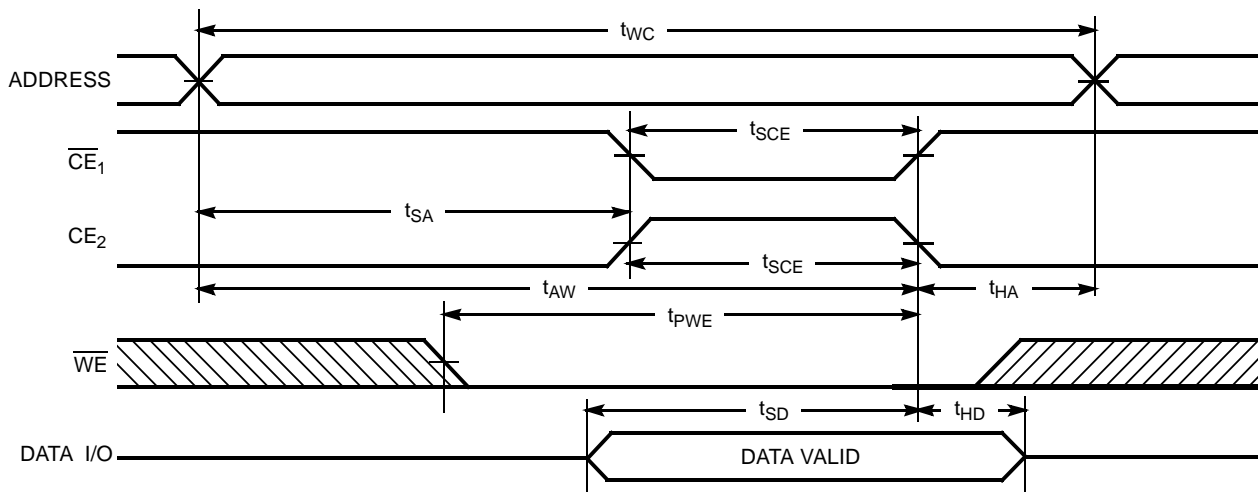 tWC
ADDRESS
tSCE
CE1
tSA
CE2
tSCE
tAW
tHA
tPWE
WE
tSD
tHD
DATA I/O
DATA VALID